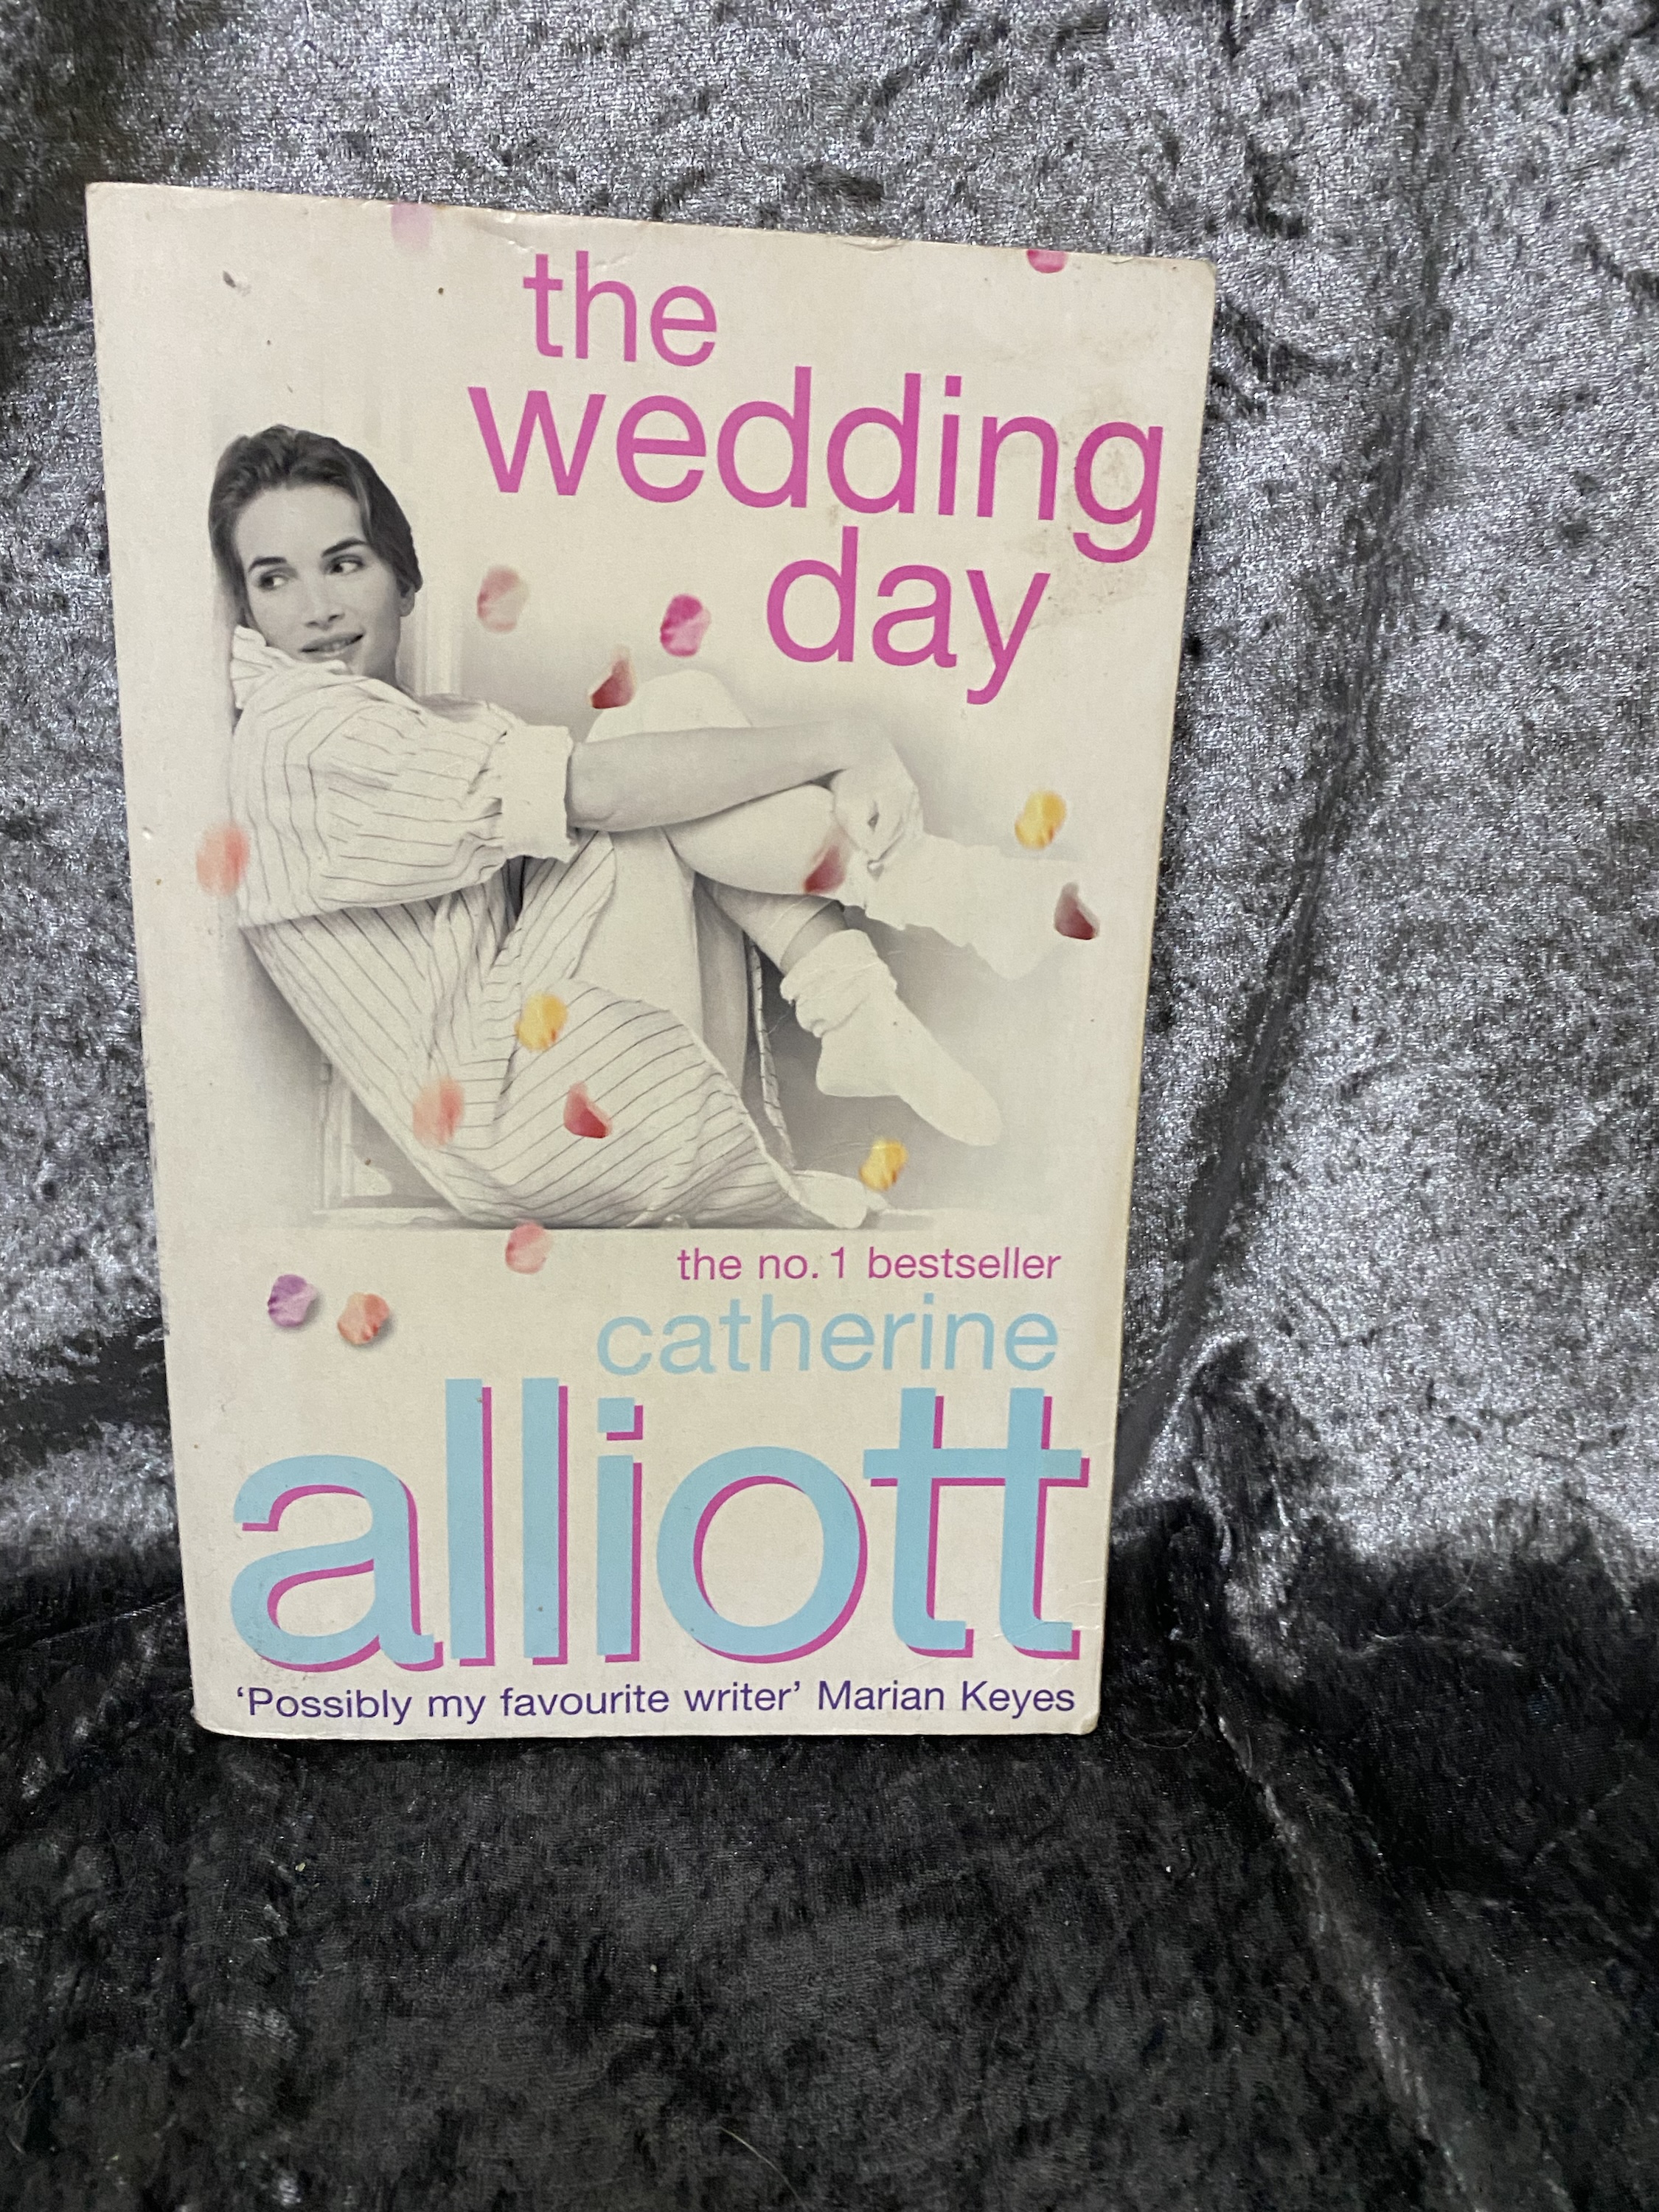 the
wedding
day
the no.1 bestseller
catherine
alliott
‘Possibly my favourite writer’ Marian Keyes